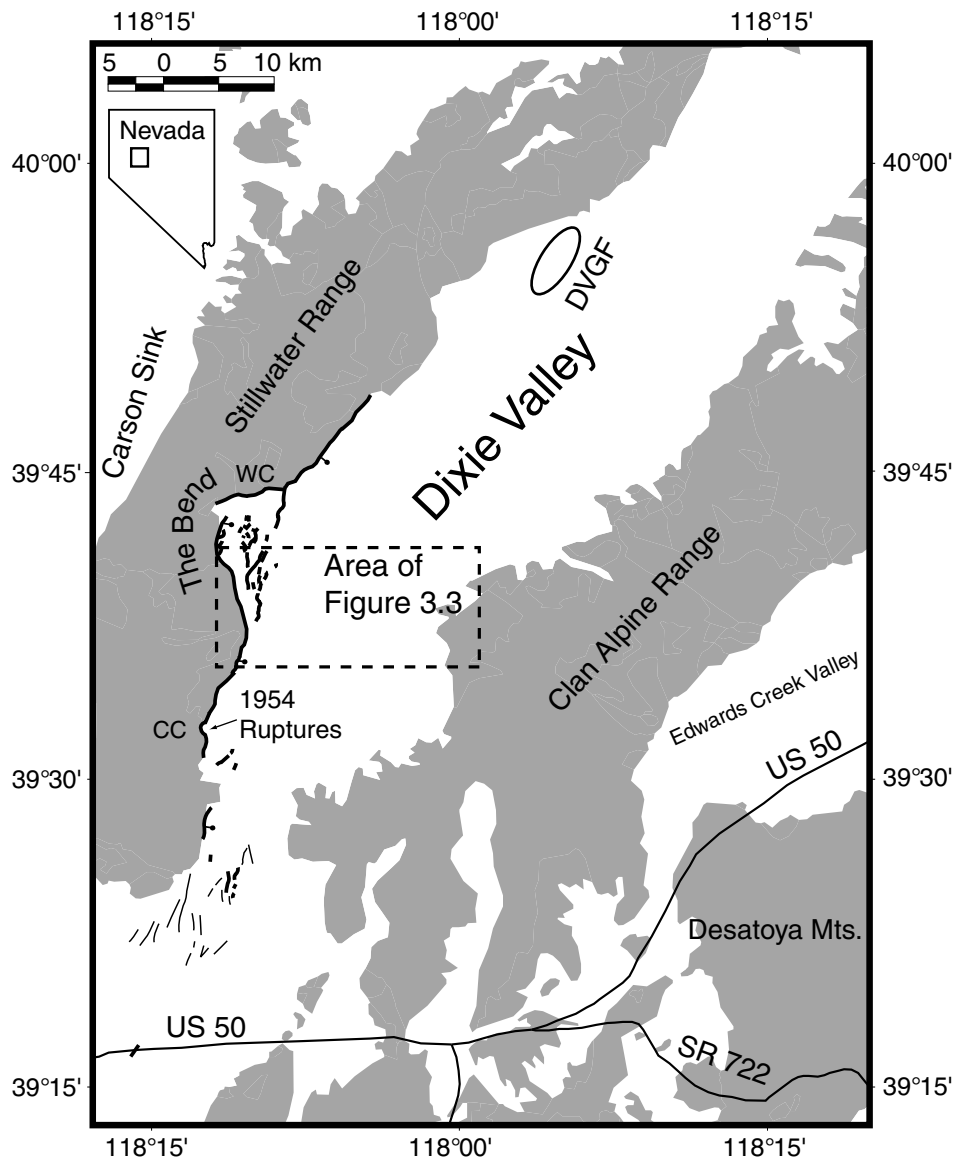 118°15' 118°00' 118°15'
5 0 5 10 km
Nevada
40°00' 40°00'
DVGF
Stillwater Range
Carson Sink
Dixie Valley
39°45' 39°45'
WC
The Bend
Area of
Figure 3.3
Clan Alpine Range
1954
Ruptures
CC
Edwards Creek Valley
US 50
39°30' 39°30'
Desatoya Mts.
US 50
SR 722
39°15' 39°15'
118°15' 118°00' 118°15'